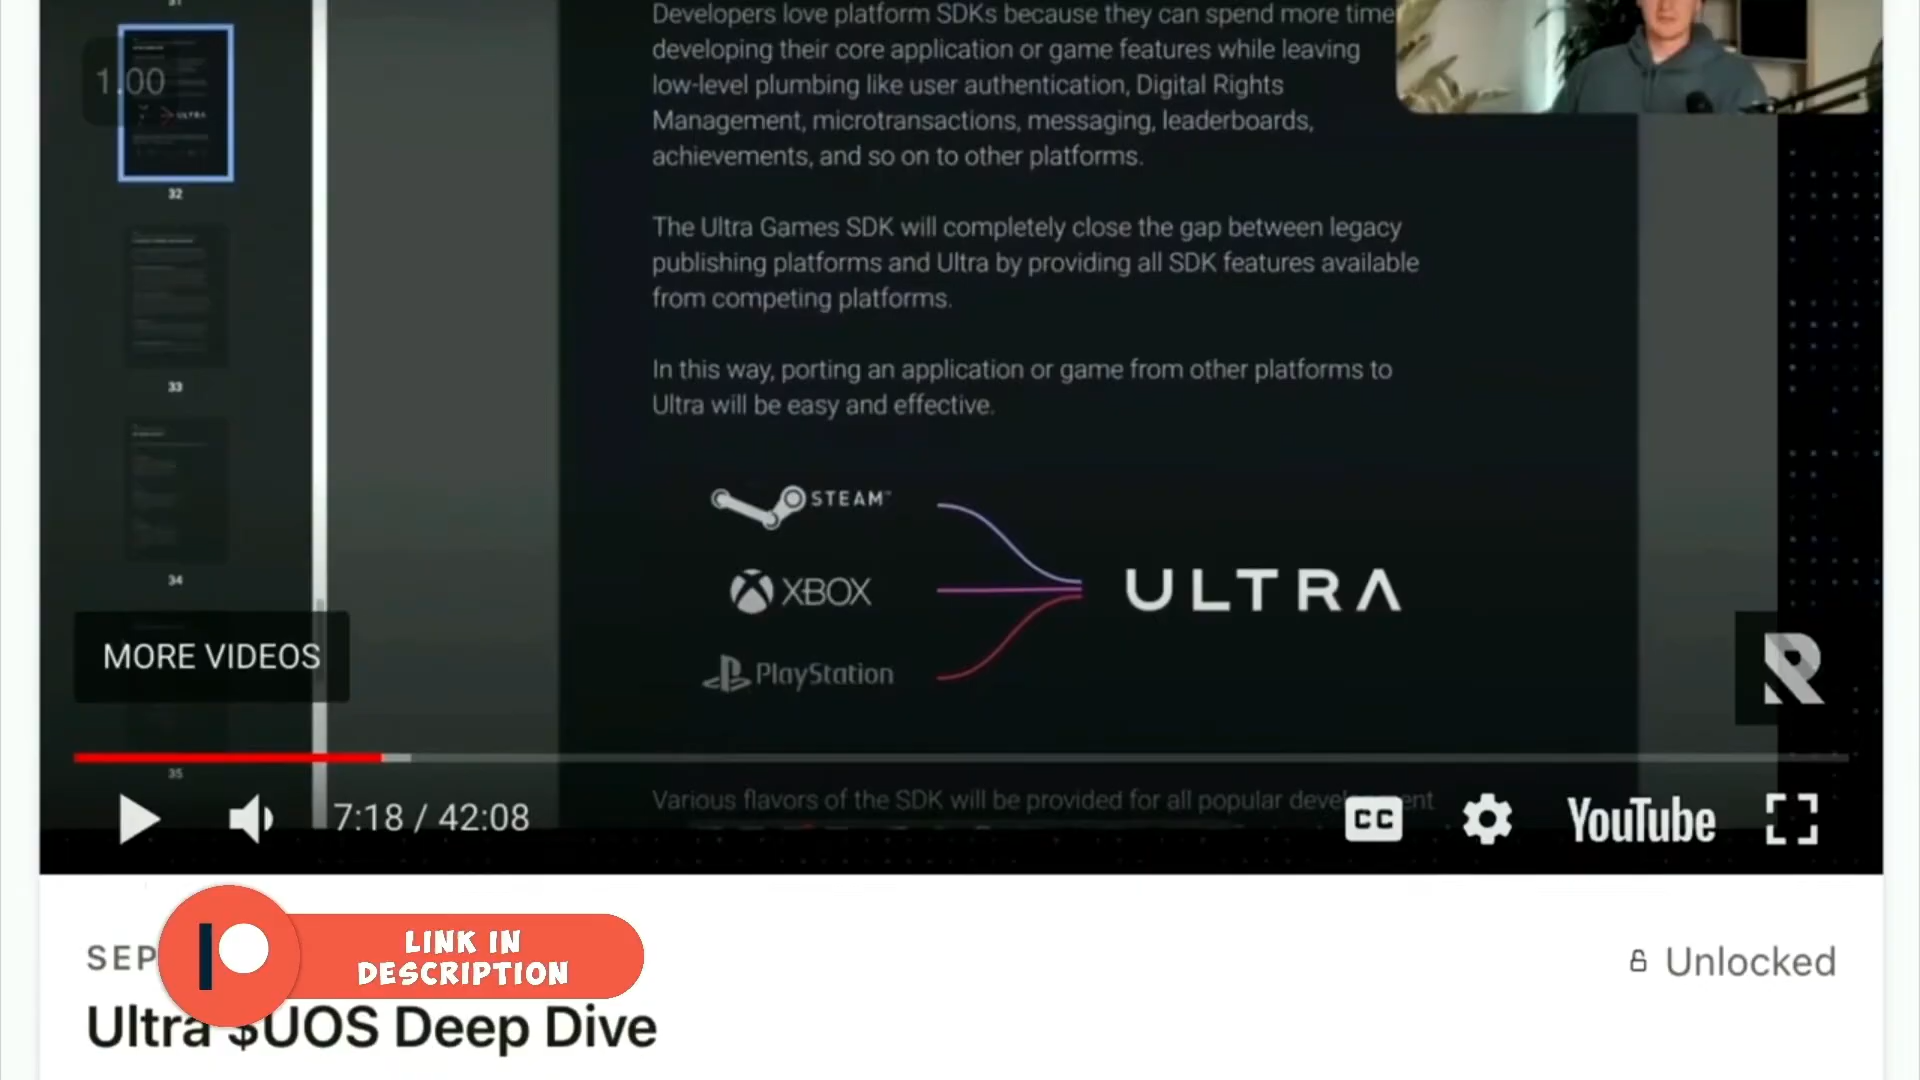 Developers love platform SDKs because they can spend more time
developing their core application or game features while leaving
low-level plumbing like user authentication, Digital Rights
Management, microtransactions, messaging, leaderboards,
achievements, and so on to other platforms.
1.00
ULTRA
32
The Ultra Games SDK will completely close the gap between legacy
publishing platforms and Ultra by providing all SDK features available
from competing platforms.
33
In this way, porting an application or game from other platforms to
Ultra will be easy and effective.
STEAM™
XBOX
PlayStation
ULTRA
34
MORE VIDEOS
35
Various flavors of the SDK will be provided for all popular
7:18 / 42:08
CC
YouTube
SEP
LINK IN
DESCRIPTION
Unlocked
Ultra $UOS Deep Dive